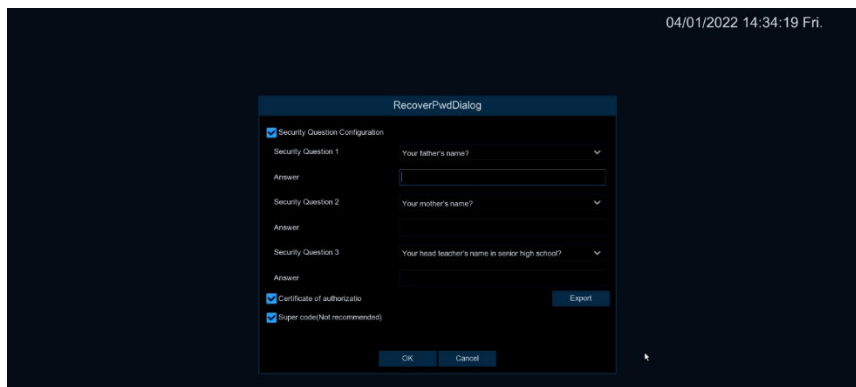 04/01/2022 14:34:19 Fri.
RecoverPwdDialog
Security Question Configuration
Security Question 1 Your father's name?
Answer
Security Question 2 Your mother's name?
Answer
Security Question 3 Your head teacher's name in senior high school?
Answer
Certificate of authorizatio Export
Super code(Not recommended)
OK Cancel